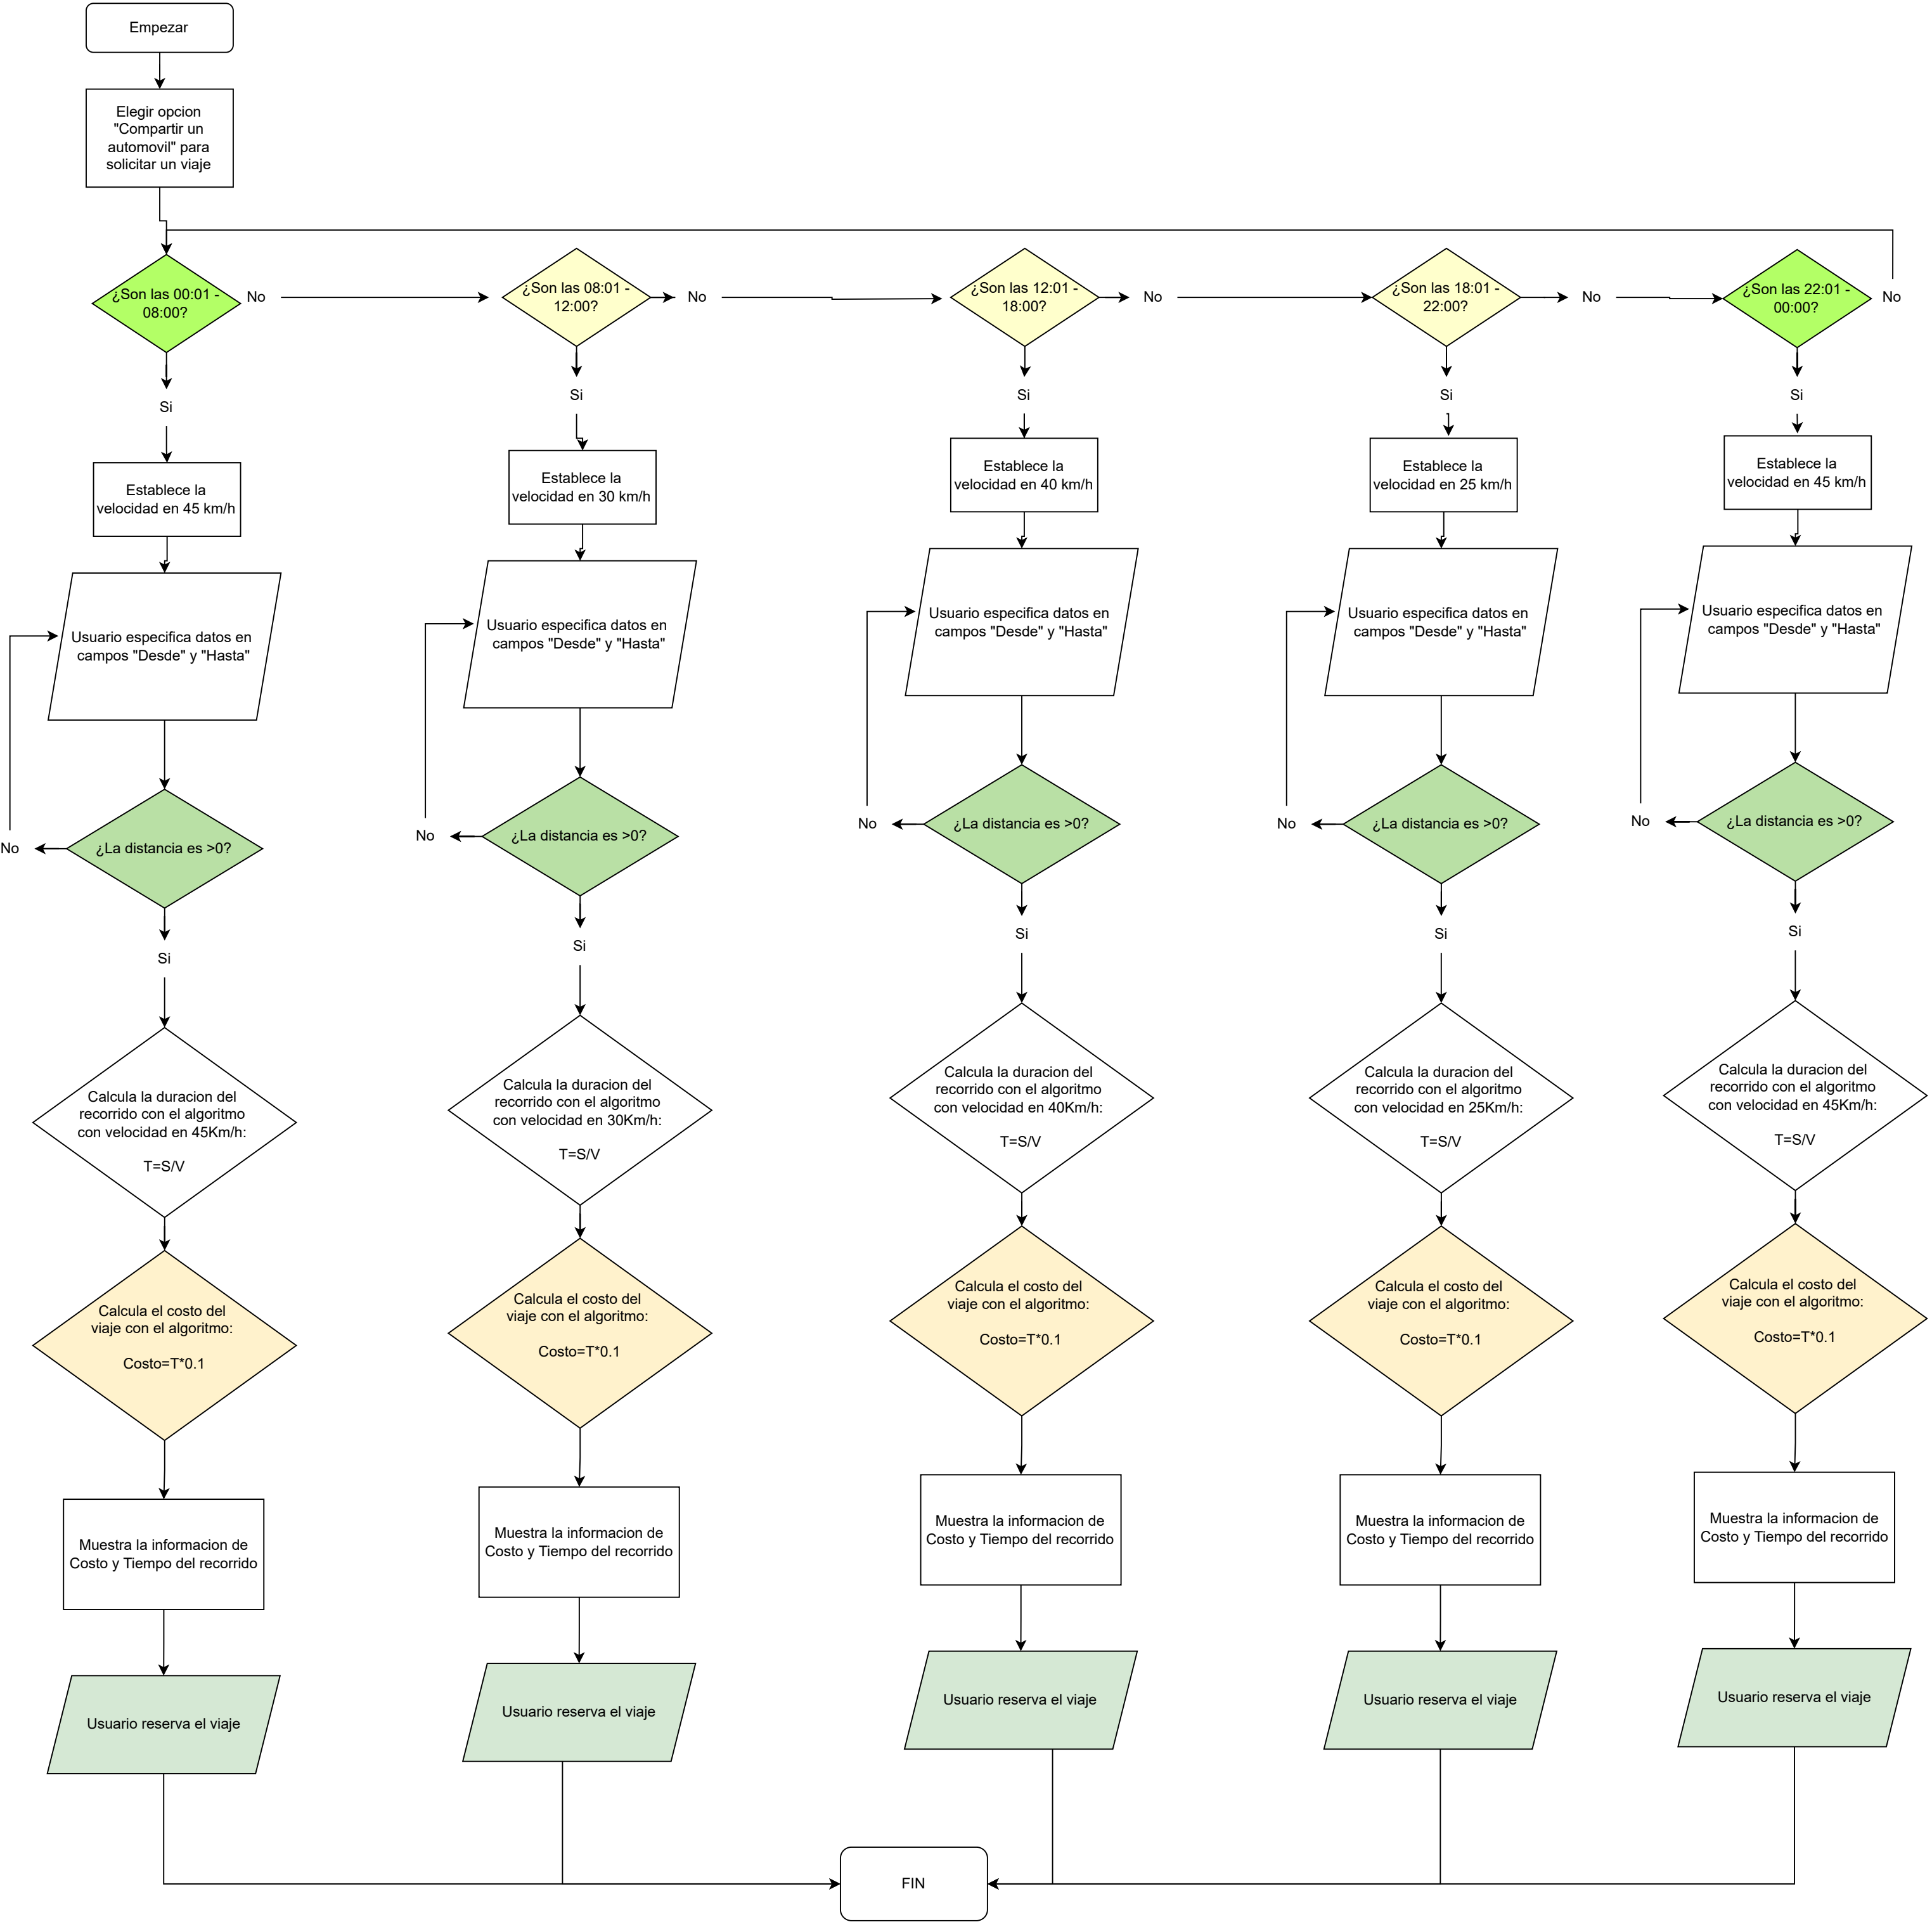 Empezar
Elegir opcion
"Compartir un
automovil" para
solicitar un viaje
¿Son las 00:01 -
08:00?
No
¿Son las 08:01 -
12:00?
No
¿Son las 12:01 -
18:00?
No
¿Son las 18:01 -
22:00?
No
¿Son las 22:01 -
00:00?
No
Si
Si
Si
Si
Si
Establece la
velocidad en 45 km/h
Establece la
velocidad en 30 km/h
Establece la
velocidad en 40 km/h
Establece la
velocidad en 25 km/h
Establece la
velocidad en 45 km/h
Usuario especifica datos en
campos "Desde" y "Hasta"
Usuario especifica datos en
campos "Desde" y "Hasta"
Usuario especifica datos en
campos "Desde" y "Hasta"
Usuario especifica datos en
campos "Desde" y "Hasta"
Usuario especifica datos en
campos "Desde" y "Hasta"
No
¿La distancia es >0?
No
¿La distancia es >0?
No
¿La distancia es >0?
No
¿La distancia es >0?
No
¿La distancia es >0?
Si
Si
Si
Si
Si
Calcula la duracion del
recorrido con el algoritmo
con velocidad en 45Km/h:
T=S/V
Calcula la duracion del
recorrido con el algoritmo
con velocidad en 30Km/h:
T=S/V
Calcula la duracion del
recorrido con el algoritmo
con velocidad en 40Km/h:
T=S/V
Calcula la duracion del
recorrido con el algoritmo
con velocidad en 25Km/h:
T=S/V
Calcula la duracion del
recorrido con el algoritmo
con velocidad en 45Km/h:
T=S/V
Calcula el costo del
viaje con el algoritmo:
Costo=T*0.1
Calcula el costo del
viaje con el algoritmo:
Costo=T*0.1
Calcula el costo del
viaje con el algoritmo:
Costo=T*0.1
Calcula el costo del
viaje con el algoritmo:
Costo=T*0.1
Calcula el costo del
viaje con el algoritmo:
Costo=T*0.1
Muestra la informacion de
Costo y Tiempo del recorrido
Muestra la informacion de
Costo y Tiempo del recorrido
Muestra la informacion de
Costo y Tiempo del recorrido
Muestra la informacion de
Costo y Tiempo del recorrido
Muestra la informacion de
Costo y Tiempo del recorrido
Usuario reserva el viaje
Usuario reserva el viaje
Usuario reserva el viaje
Usuario reserva el viaje
Usuario reserva el viaje
FIN